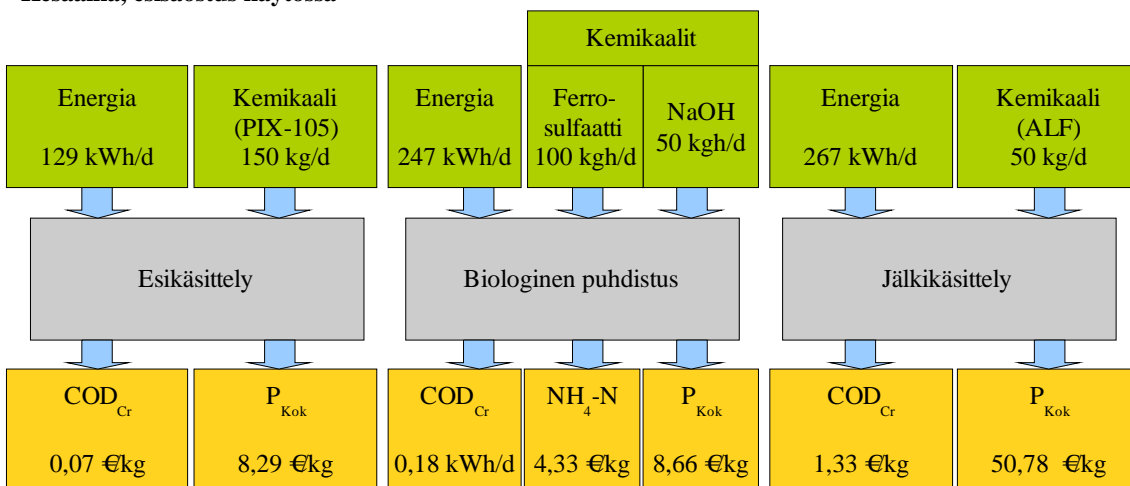 Kemikaalit
Energia
129 kWh/d
Kemikaali
(PIX-105)
150 kg/d
Energia
247 kWh/d
Ferro-
sulfaatti
100 kgh/d
NaOH
50 kgh/d
Energia
267 kWh/d
Kemikaali
(ALF)
50 kg/d
Esikäsittely
Biologinen puhdistus
Jälkikäsittely
COD Cr
0,07 €/kg
P Kok
8,29 €/kg
COD Cr
0,18 kWh/d
NH4-N
4,33 €/kg
P Kok
8,66 €/kg
COD Cr
1,33 €/kg
P Kok
50,78 €/kg